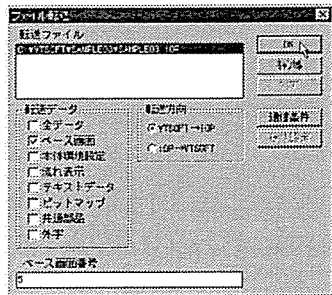 ファイル転送
転送ファイル
C:¥VTSOFT¥SAMPLE03¥SAMPLE03.IOP
OK
キャンセル
転送データ
転送方向
通信条件
全データ
ベース画面
本体環境設定
流れ表示
テキストデータ
ビットマップ
共通部品
外字
VTSOFT→IOP
IOP→VTSOFT
ベース画面番号
5